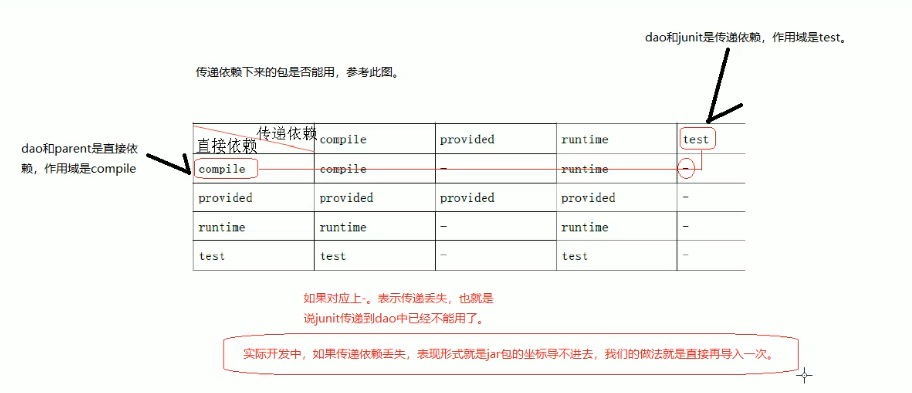 dao和junit是传递依赖，作用域是test。
传递依赖下来的包是否能用，参考此图。
dao和parent是直接依
赖，作用域是compile
传递依赖
直接依赖 compile provided runtime test
compile compile - runtime -
provided provided provided provided -
runtime runtime - runtime -
test test - test -
如果对应上-。表示传递丢失，也就是
说junit传递到dao中已经不能用了。
实际开发中，如果传递依赖丢失，表现形式就是jar包的坐标导不进去，我们的做法就是直接再导入一次。